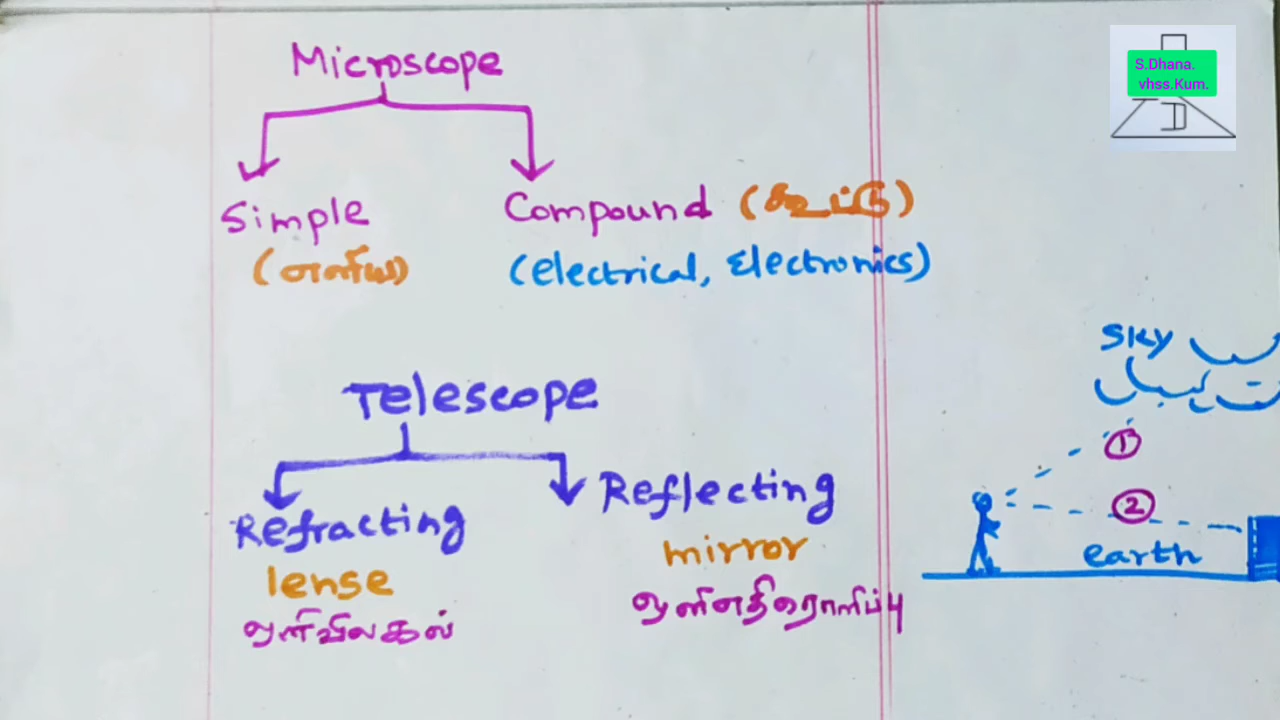 Microscope
Simple
(எளிய)
Compound (கூட்டு)
(electrical, Electronics)
Telescope
Refracting
lense
ஒளிவிலகல்
Reflecting
mirror
ஒளிஎதிரொளிப்பு
Sky
1
2
earth
S.Dhana.
vhss.Kum.